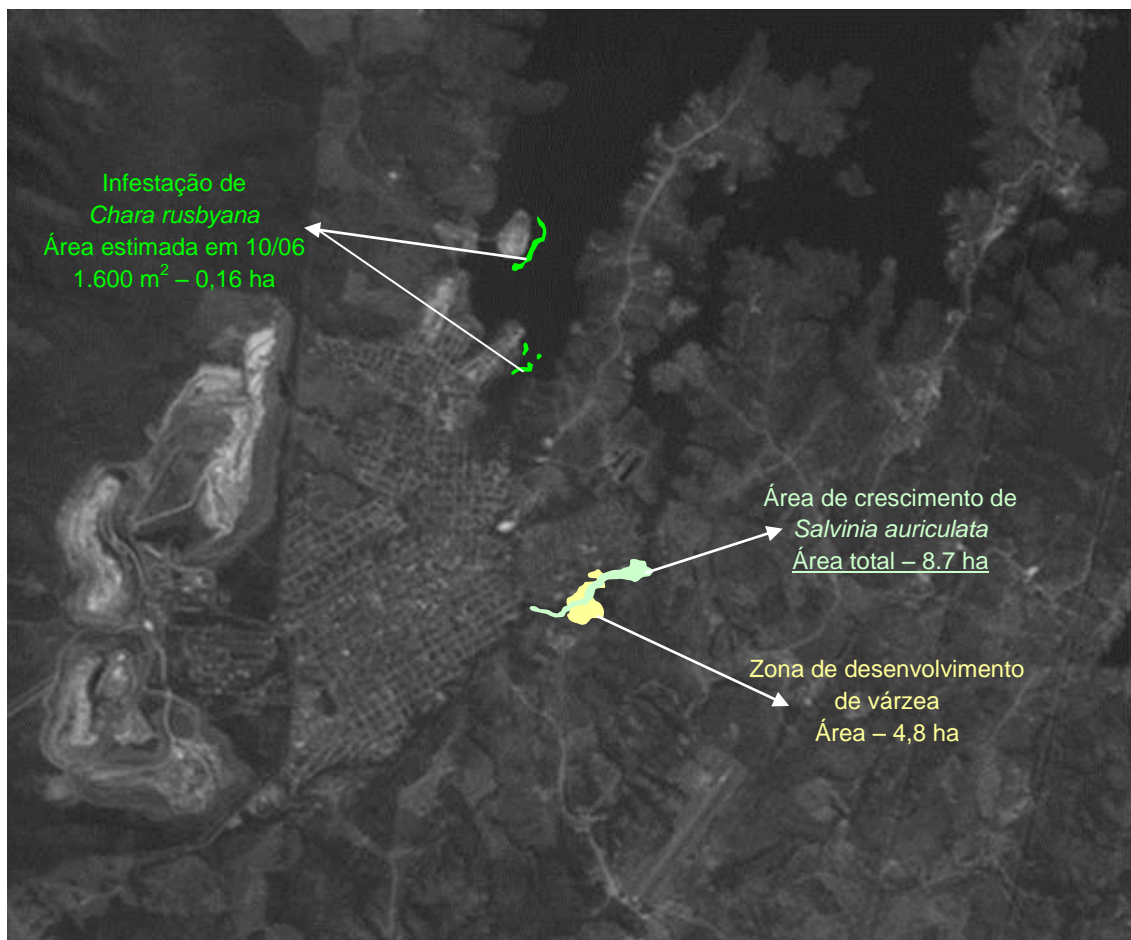 Infestação de
Chara rusbyana
Área estimada em 10/06
1.600 m² – 0,16 ha
Área de crescimento de
Salvinia auriculata
Área total – 8.7 ha
Zona de desenvolvimento
de várzea
Área – 4,8 ha